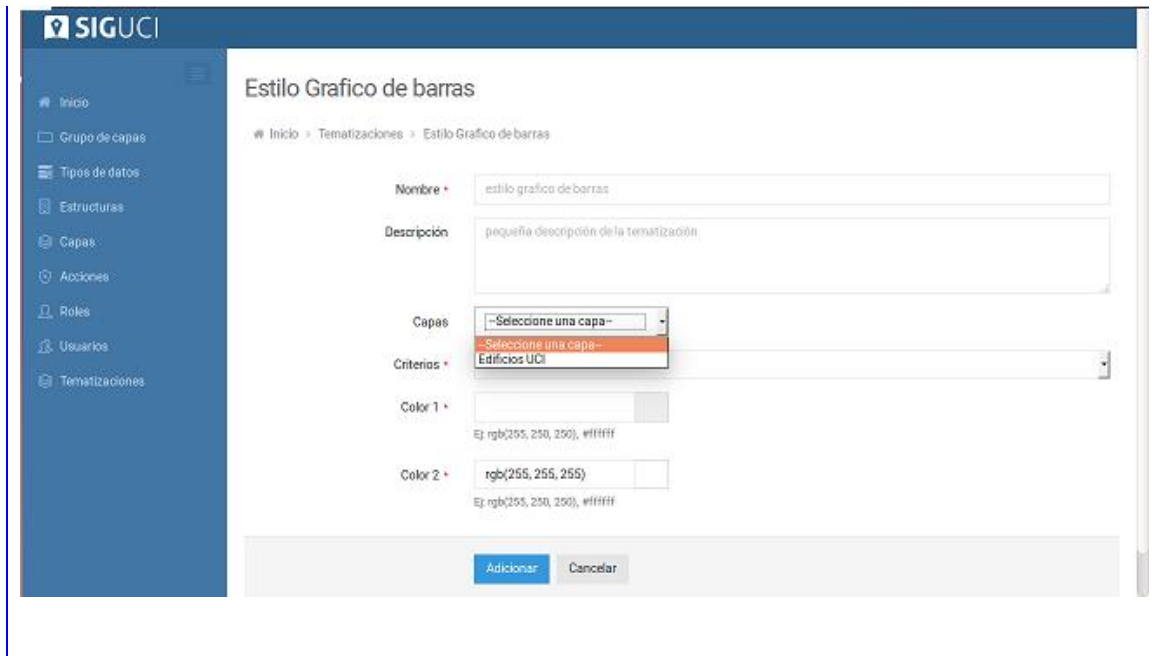 SIGUCI
Inicio
Grupo de capas
Tipos de datos
Estructuras
Capas
Acciones
Roles
Usuarios
Tematizaciones
Estilo Grafico de barras
Inicio > Tematizaciones > Estilo Grafico de barras
Nombre * estilo grafico de barras
Descripción pequeña descripción de la tematización
Capas --Seleccione una capa--
--Seleccione una capa--
Edificios UCI
Criterios *
Color 1 *
Ej: rgb(255, 250, 250), #ffffff
Color 2 * rgb(255, 255, 255)
Ej: rgb(255, 250, 250), #ffffff
Adicionar Cancelar